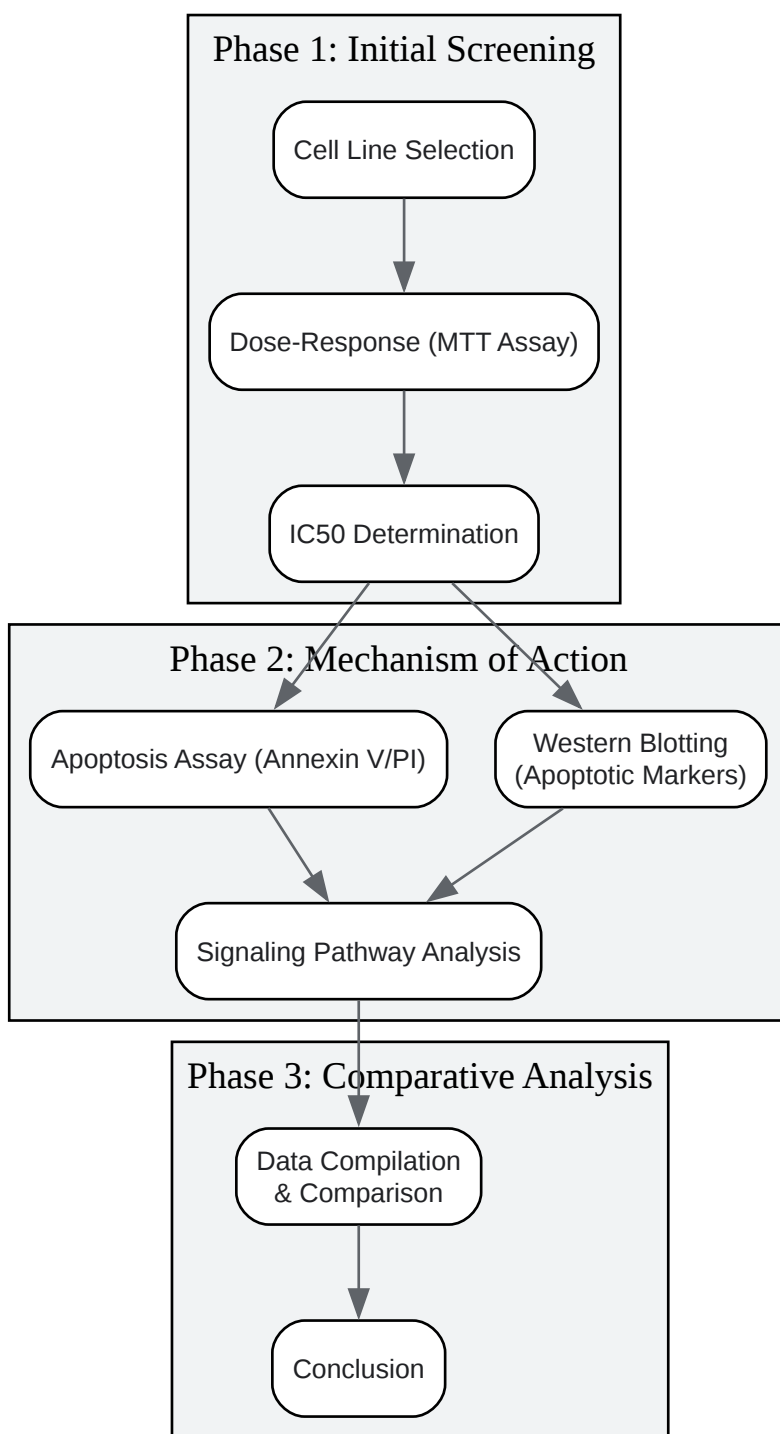 Phase 1: Initial Screening
Cell Line Selection
Dose-Response (MTT Assay)
IC50 Determination
Phase 2: Mechanism of Action
Apoptosis Assay (Annexin V/PI)
Western Blotting
(Apoptotic Markers)
Signaling Pathway Analysis
Phase 3: Comparative Analysis
Data Compilation
& Comparison
Conclusion